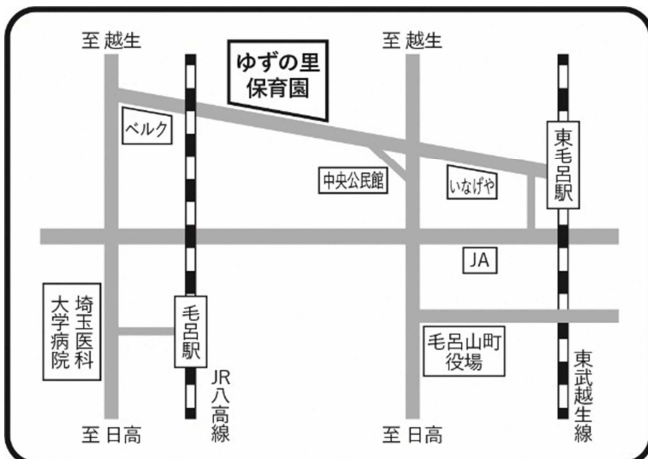 至 越生
至 越生
ゆずの里
保育園
ベルク
中央公民館
いなげや
東毛呂駅
JA
埼玉医科
大学病院
毛呂駅
毛呂山町
役場
JR八高線
東武越生線
至 日高
至 日高